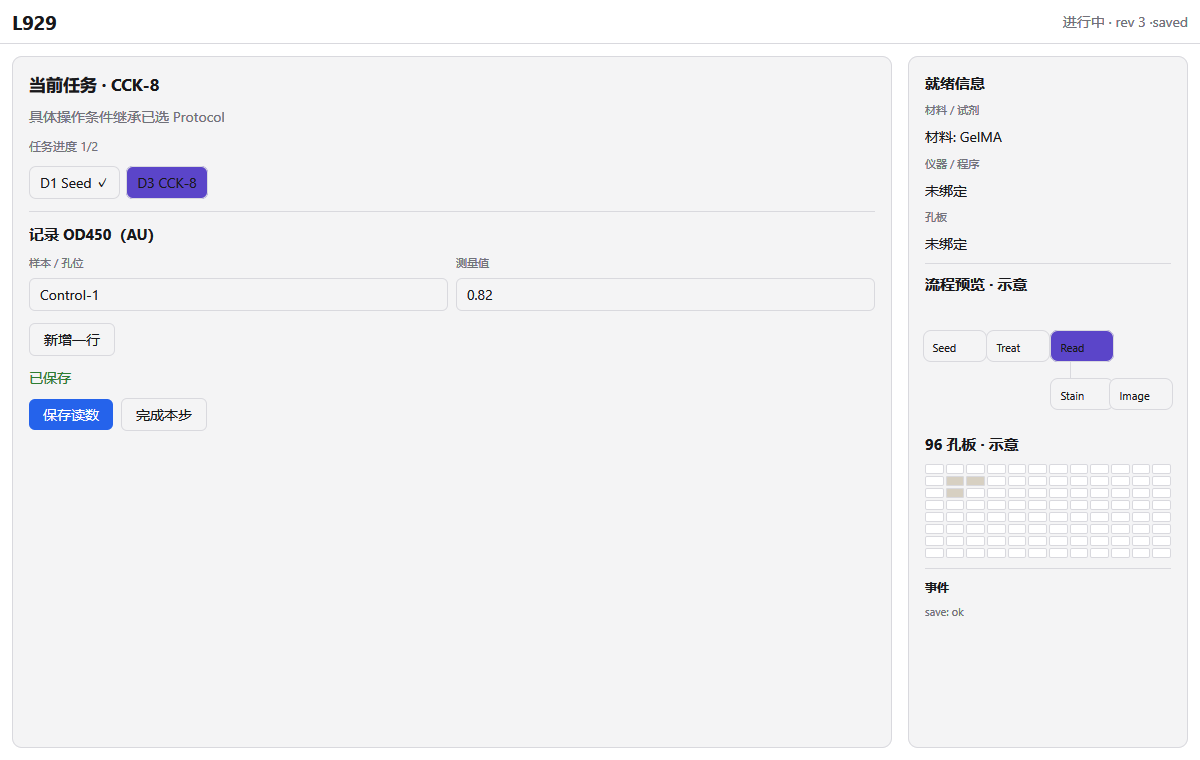 L929
进行中 · rev 3 ·saved
当前任务 · CCK-8
具体操作条件继承已选 Protocol
任务进度 1/2
D1 Seed ✓
D3 CCK-8
记录 OD450（AU）
样本 / 孔位
测量值
Control-1
0.82
新增一行
已保存
保存读数
完成本步
就绪信息
材料 / 试剂
材料: GelMA
仪器 / 程序
未绑定
孔板
未绑定
流程预览 · 示意
Seed
Treat
Read
Stain
Image
96 孔板 · 示意
事件
save: ok